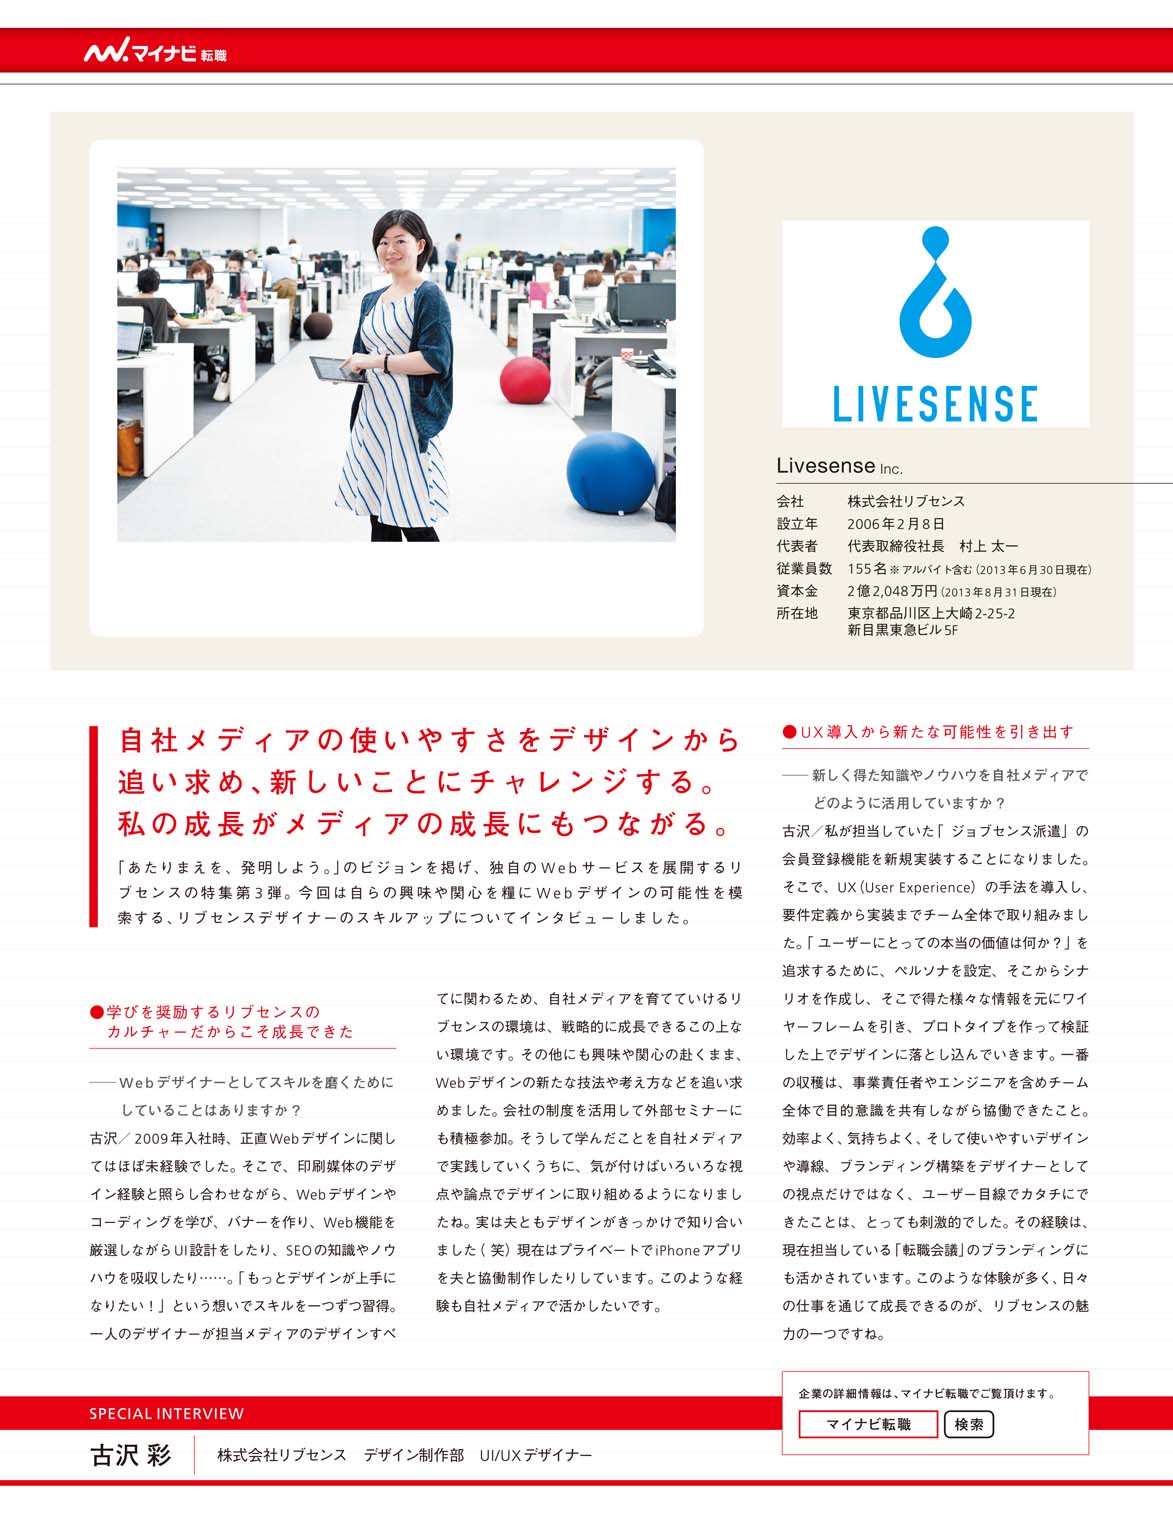 マイナビ転職
LIVESENSE
Livesense Inc.
会社 株式会社リブセンス
設立年 2006年2月8日
代表者 代表取締役社長 村上 太一
従業員数 155名※アルバイト含む（2013年6月30日現在）
資本金 2億2,048万円（2013年8月31日現在）
所在地 東京都品川区上大崎2-25-2
新目黒東急ビル5F
自社メディアの使いやすさをデザインから
追い求め、新しいことにチャレンジする。
私の成長がメディアの成長にもつながる。
「あたりまえを、発明しよう。」のビジョンを掲げ、独自のWebサービスを展開するリ
ブセンスの特集第3弾。今回は自らの興味や関心を糧にWebデザインの可能性を模
索する、リブセンスデザイナーのスキルアップについてインタビューしました。
●学びを奨励するリブセンスの
カルチャーだからこそ成長できた
――Webデザイナーとしてスキルを磨くために
していることはありますか？
古沢／2009年入社時、正直Webデザインに関し
てはほぼ未経験でした。そこで、印刷媒体のデザ
イン経験と照らし合わせながら、Webデザインや
コーディングを学び、バナーを作り、Web機能を
厳選しながらUI設計をしたり、SEOの知識やノウ
ハウを吸収したり……。「もっとデザインが上手に
なりたい！」という想いでスキルを一つずつ習得。
一人のデザイナーが担当メディアのデザインすべ
てに関わるため、自社メディアを育てていけるリ
ブセンスの環境は、戦略的に成長できるこの上な
い環境です。その他にも興味や関心の赴くまま、
Webデザインの新たな技法や考え方などを追い求
めました。会社の制度を活用して外部セミナーに
も積極参加。そうして学んだことを自社メディア
で実践していくうちに、気が付けばいろいろな視
点や論点でデザインに取り組めるようになりまし
たね。実は夫ともデザインがきっかけで知り合い
ました（笑）現在はプライベートでiPhoneアプリ
を夫と協働制作したりしています。このような経
験も自社メディアで活かしたいです。
●UX導入から新たな可能性を引き出す
――新しく得た知識やノウハウを自社メディアで
どのように活用していますか？
古沢／私が担当していた「ジョブセンス派遣」の
会員登録機能を新規実装することになりました。
そこで、UX（User Experience）の手法を導入し、
要件定義から実装までチーム全体で取り組みまし
た。「ユーザーにとっての本当の価値は何か？」を
追求するために、ペルソナを設定、そこからシナ
リオを作成し、そこで得た様々な情報を元にワイ
ヤーフレームを引き、プロトタイプを作って検証
した上でデザインに落とし込んでいきます。一番
の収穫は、事業責任者やエンジニアを含めチーム
全体で目的意識を共有しながら協働できたこと。
効率よく、気持ちよく、そして使いやすいデザイン
や導線、ブランディング構築をデザイナーとして
の視点だけではなく、ユーザー目線でカタチにで
きたことは、とっても刺激的でした。その経験は、
現在担当している「転職会議」のブランディングに
も活かされています。このような体験が多く、日々
の仕事を通じて成長できるのが、リブセンスの魅
力の一つですね。
企業の詳細情報は、マイナビ転職でご覧頂けます。
マイナビ転職 検索
SPECIAL INTERVIEW
古沢 彩 株式会社リブセンス デザイン制作部 UI/UXデザイナー